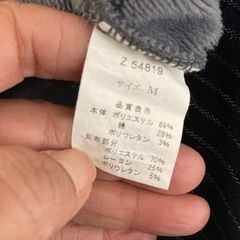 Z 54819
サイズ M
品質表示
本体 ポリエステル 69%
綿 28%
ポリウレタン 3%
別布部分
ポリエステル 70%
レーヨン 25%
ポリウレタン 5%